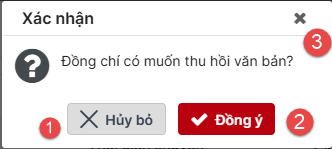 Xác nhận
3
Đồng chí có muốn thu hồi văn bản?
1 Hủy bỏ Đồng ý 2